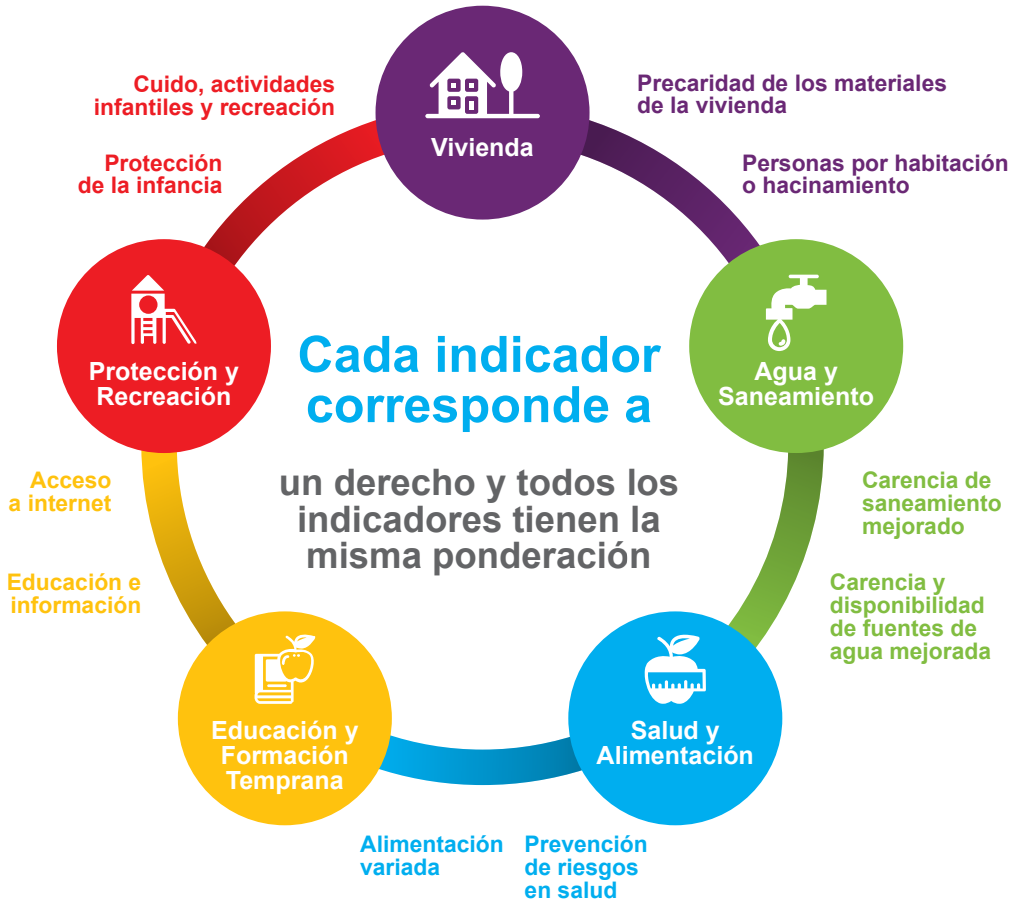 Vivienda
Precaridad de los materiales
de la vivienda
Personas por habitación
o hacinamiento
Agua y
Saneamiento
Carencia de
saneamiento
mejorado
Carencia y
disponibilidad
de fuentes de
agua mejorada
Salud y
Alimentación
Prevención
de riesgos
en salud
Alimentación
variada
Educación y
Formación
Temprana
Educación e
información
Acceso
a internet
Protección y
Recreación
Protección
de la infancia
Cuido, actividades
infantiles y recreación
Cada indicador
corresponde a
un derecho y todos los
indicadores tienen la
misma ponderación